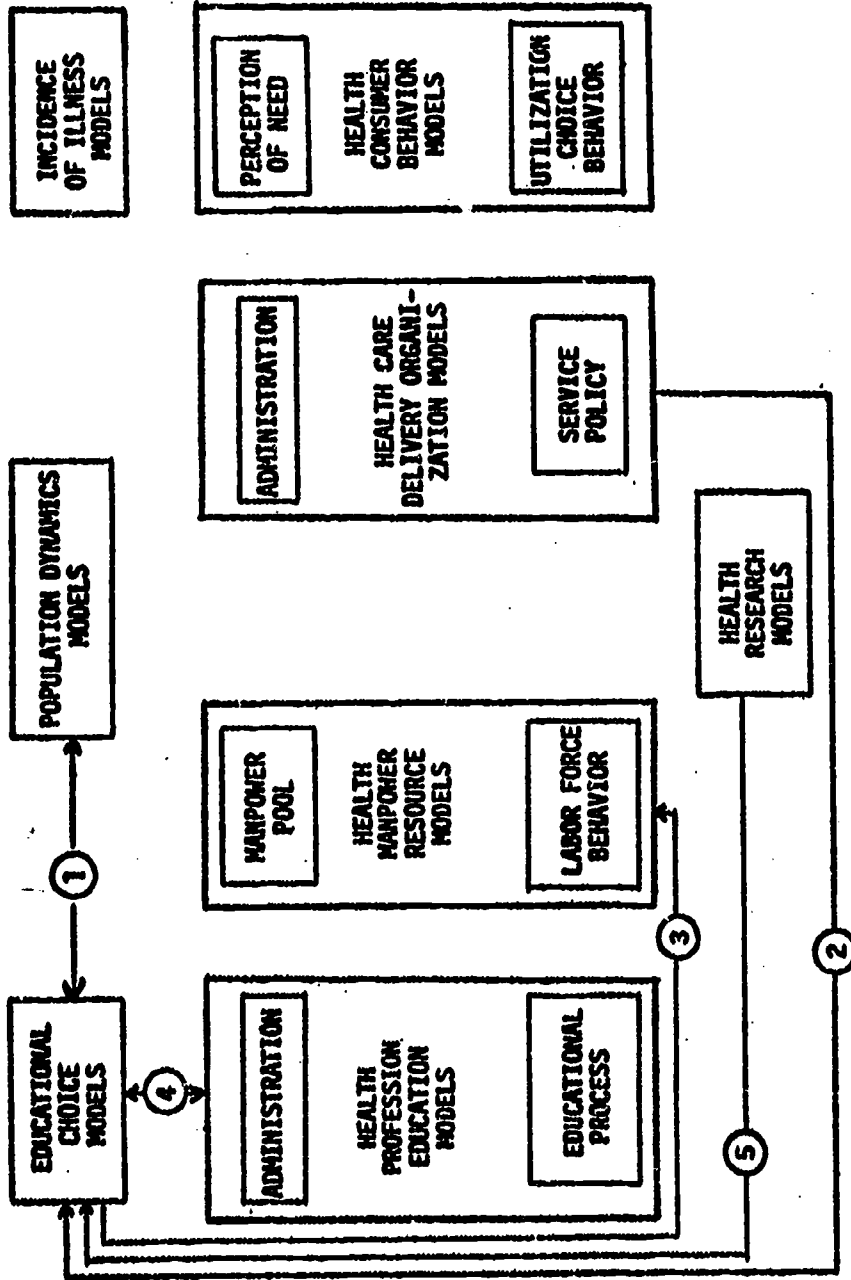 EDUCATIONAL
CHOICE
MODELS
1
POPULATION DYNAMICS
MODELS
INCIDENCE
OF ILLNESS
MODELS
4
ADMINISTRATION
HEALTH
PROFESSION
EDUCATION
MODELS
EDUCATIONAL
PROCESS
MANPOWER
POOL
HEALTH
MANPOWER
RESOURCE
MODELS
LABOR FORCE
BEHAVIOR
ADMINISTRATION
HEALTH CARE
DELIVERY ORGANI-
ZATION MODELS
SERVICE
POLICY
PERCEPTION
OF NEED
HEALTH
CONSUMER
BEHAVIOR
MODELS
UTILIZATION
CHOICE
BEHAVIOR
3
HEALTH
RESEARCH
MODELS
5
2